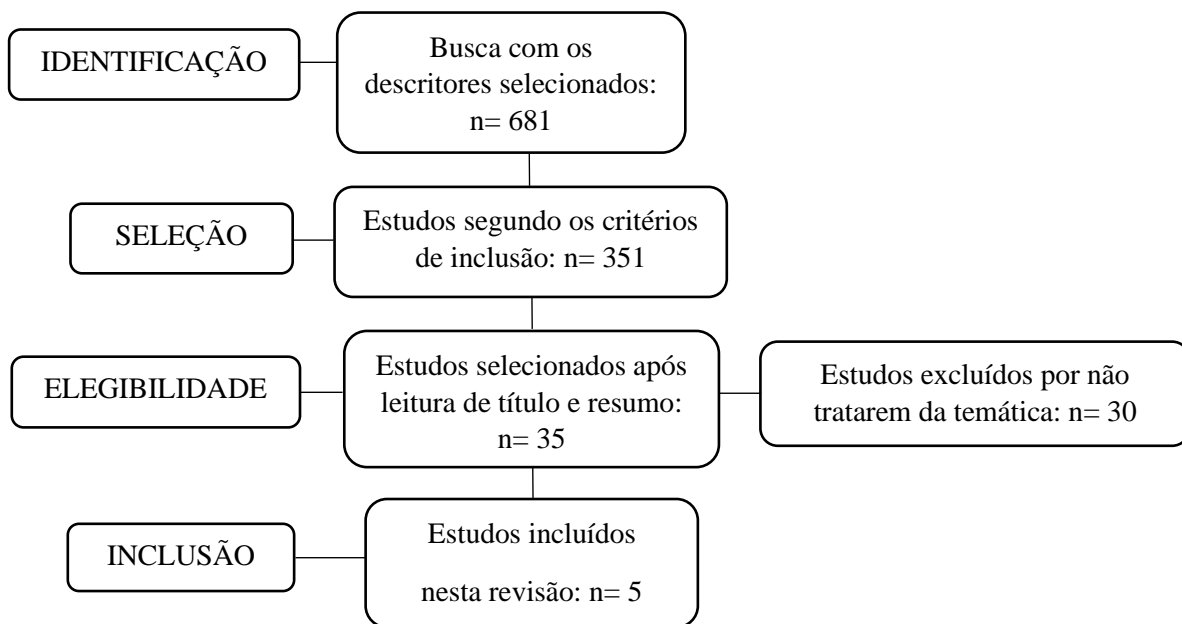 IDENTIFICAÇÃO
Busca com os
descritores selecionados:
n= 681
SELEÇÃO
Estudos segundo os critérios
de inclusão: n= 351
ELEGIBILIDADE
Estudos selecionados após
leitura de título e resumo:
n= 35
Estudos excluídos por não
tratarem da temática: n= 30
INCLUSÃO
Estudos incluídos
nesta revisão: n= 5